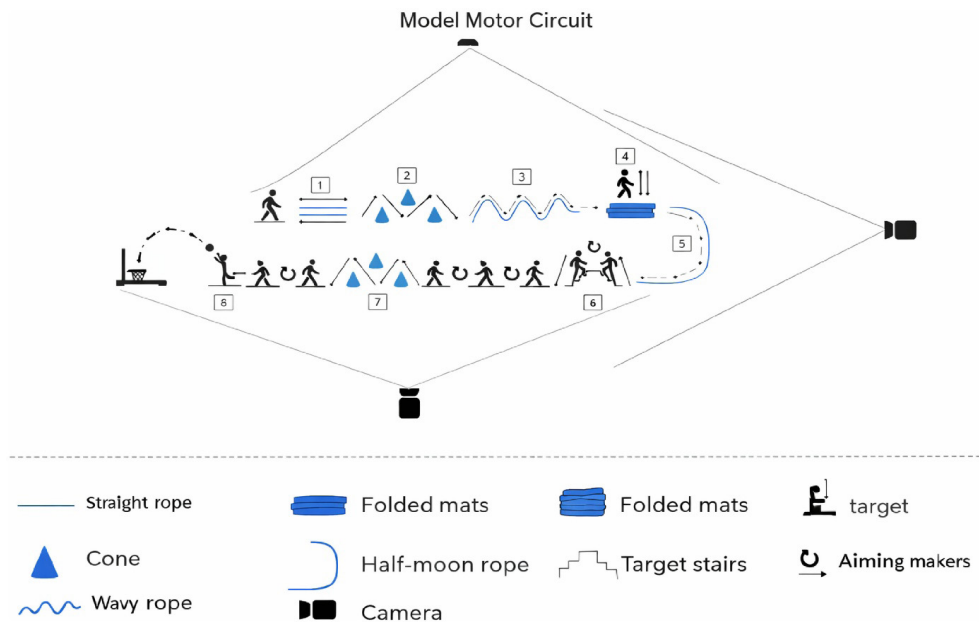 Model Motor Circuit
4
1
2
3
5
8
7
6
Straight rope
Folded mats
Folded mats
target
Cone
Half-moon rope
Target stairs
Aiming makers
Wavy rope
Camera